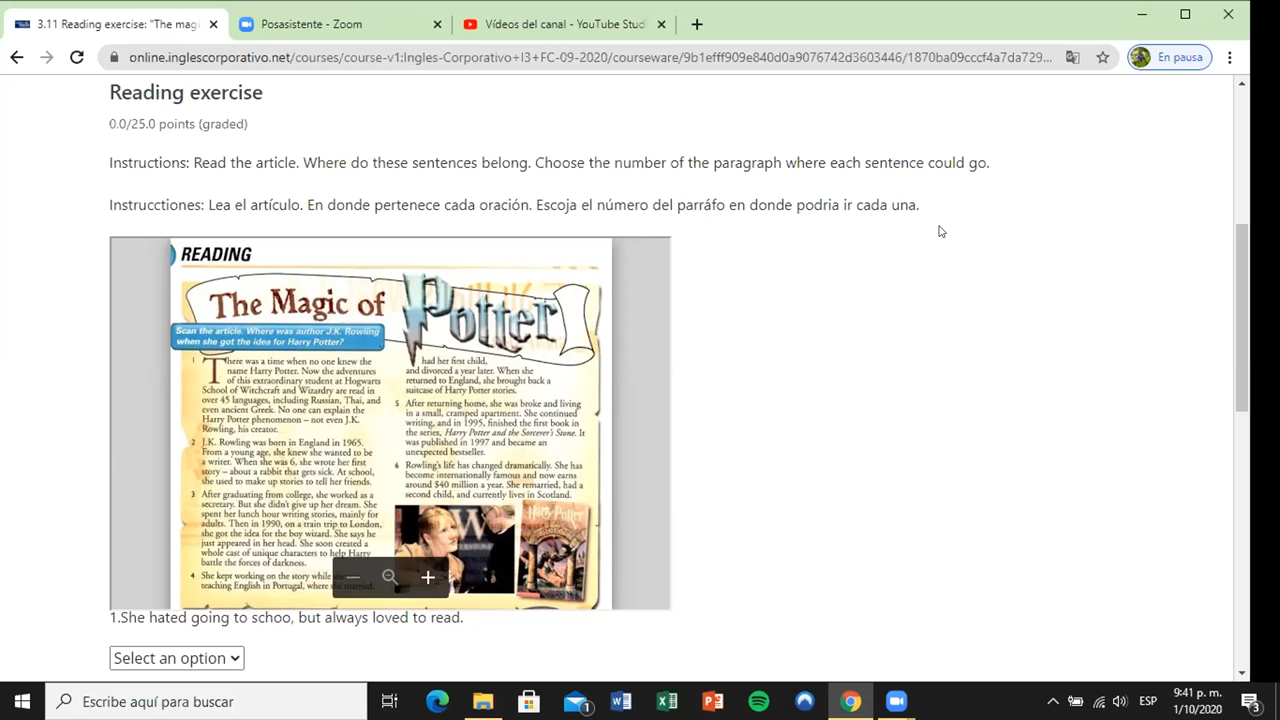 3.11 Reading exercise: "The mag
Posasistente - Zoom
Vídeos del canal - YouTube Stud
online.inglescorporativo.net/courses/course-v1:Ingles-Corporativo+I3+FC-09-2020/courseware/9b1efff909e840d0a9076742d3603446/1870ba09cccf4a7da729...
En pausa
Reading exercise
0.0/25.0 points (graded)
Instructions: Read the article. Where do these sentences belong. Choose the number of the paragraph where each sentence could go.
Instrucctiones: Lea el artículo. En donde pertenece cada oración. Escoja el número del parráfo en donde podria ir cada una.
READING
The Magic of
Potter
Scan the article. Where was author J.K. Rowling
when she got the idea for Harry Potter?
1 There was a time when no one knew the
name Harry Potter. Now the adventures
of this extraordinary student at Hogwarts
School of Witchcraft and Wizardry are read in
over 45 languages, including Russian, Thai, and
even ancient Greek. No one can explain the
Harry Potter phenomenon – not even J.K.
Rowling, his creator.
2 J.K. Rowling was born in England in 1965.
From a young age, she knew she wanted to be
a writer. When she was 6, she wrote her first
story – about a rabbit that gets sick. At school,
she used to make up stories to tell her friends.
3 After graduating from college, she worked as a
secretary. But she didn't give up her dream. She
spent her lunch hour writing stories, mainly for
adults. Then in 1990, on a train trip to London,
she got the idea for the boy wizard. She says he
just appeared in her head. She soon created a
whole cast of unique characters to help Harry
battle the forces of darkness.
4 She kept working on the story while
teaching English in Portugal, where
had her first child,
and divorced a year later. When she
returned to England, she brought back a
suitcase of Harry Potter stories.
5 After returning home, she was broke and living
in a small, cramped apartment. She continued
writing, and in 1995, finished the first book in
the series, Harry Potter and the Sorcerer's Stone. It
was published in 1997 and became an
unexpected bestseller.
6 Rowling's life has changed dramatically. She has
become internationally famous and now earns
around $40 million a year. She remarried, had a
second child, and currently lives in Scotland.
Harry Potter
1.She hated going to schoo, but always loved to read.
Select an option
Escribe aquí para buscar
1
ESP
9:41 p. m.
1/10/2020
3